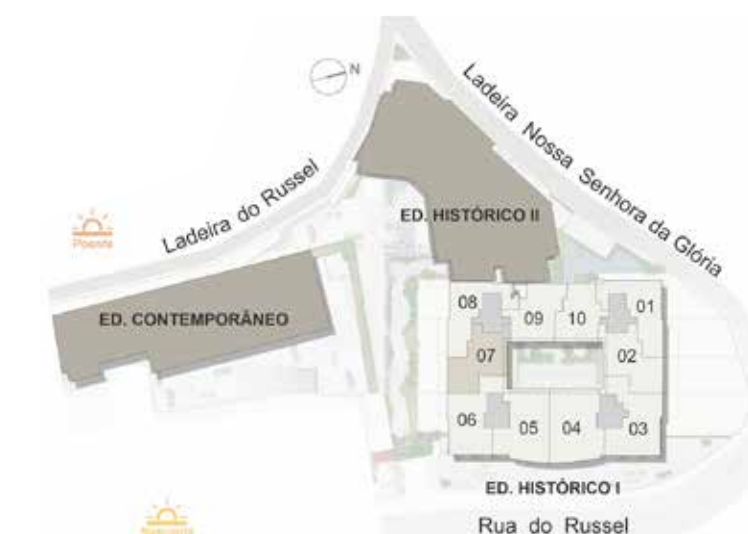 N
Ladeira Nossa Senhora da Glória
Ladeira do Russel
ED. HISTÓRICO II
Poente
ED. CONTEMPORÂNEO
08
09
10
01
07
02
06
05
04
03
ED. HISTÓRICO I
Rua do Russel